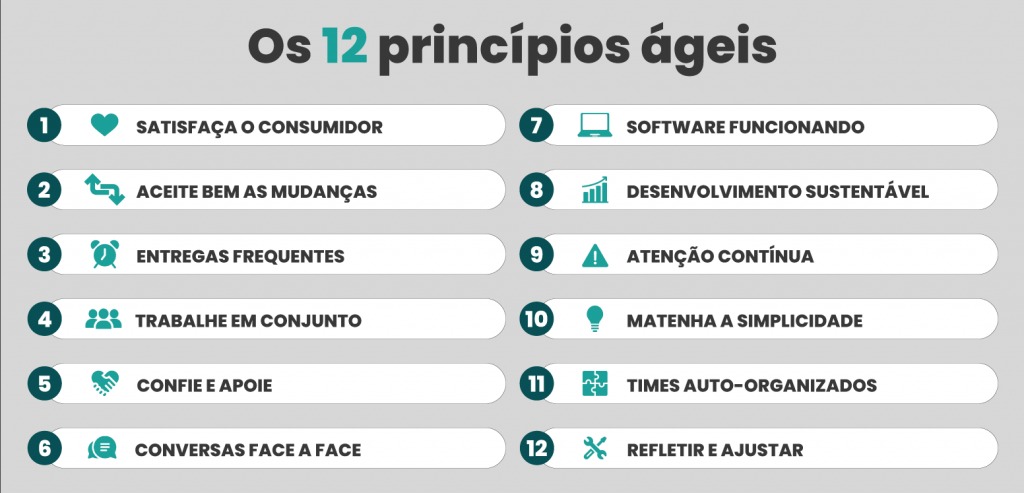 Os 12 princípios ágeis
1 SATISFAÇA O CONSUMIDOR
2 ACEITE BEM AS MUDANÇAS
3 ENTREGAS FREQUENTES
4 TRABALHE EM CONJUNTO
5 CONFIE E APOIE
6 CONVERSAS FACE A FACE
7 SOFTWARE FUNCIONANDO
8 DESENVOLVIMENTO SUSTENTÁVEL
9 ATENÇÃO CONTÍNUA
10 MATENHA A SIMPLICIDADE
11 TIMES AUTO-ORGANIZADOS
12 REFLETIR E AJUSTAR